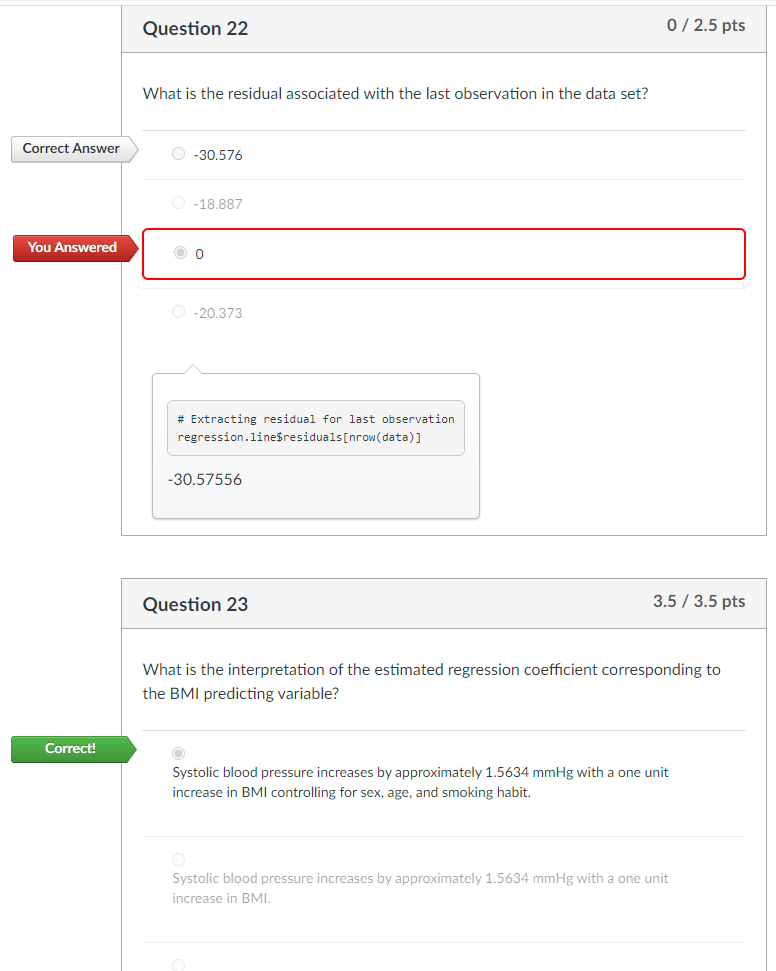 Question 22
0 / 2.5 pts
What is the residual associated with the last observation in the data set?
Correct Answer
-30.576
-18.887
You Answered
0
-20.373
# Extracting residual for last observation
regression.line$residuals[nrow(data)]
-30.57556
Question 23
3.5 / 3.5 pts
What is the interpretation of the estimated regression coefficient corresponding to
the BMI predicting variable?
Correct!
Systolic blood pressure increases by approximately 1.5634 mmHg with a one unit
increase in BMI controlling for sex, age, and smoking habit.
Systolic blood pressure increases by approximately 1.5634 mmHg with a one unit
increase in BMI.